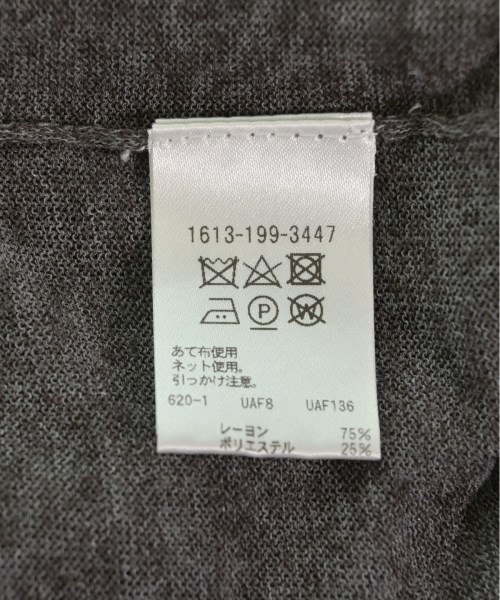 1613-199-3447
P W
あて布使用
ネット使用。
引っかけ注意。
620-1 UAF8 UAF136
レーヨン 75%
ポリエステル 25%